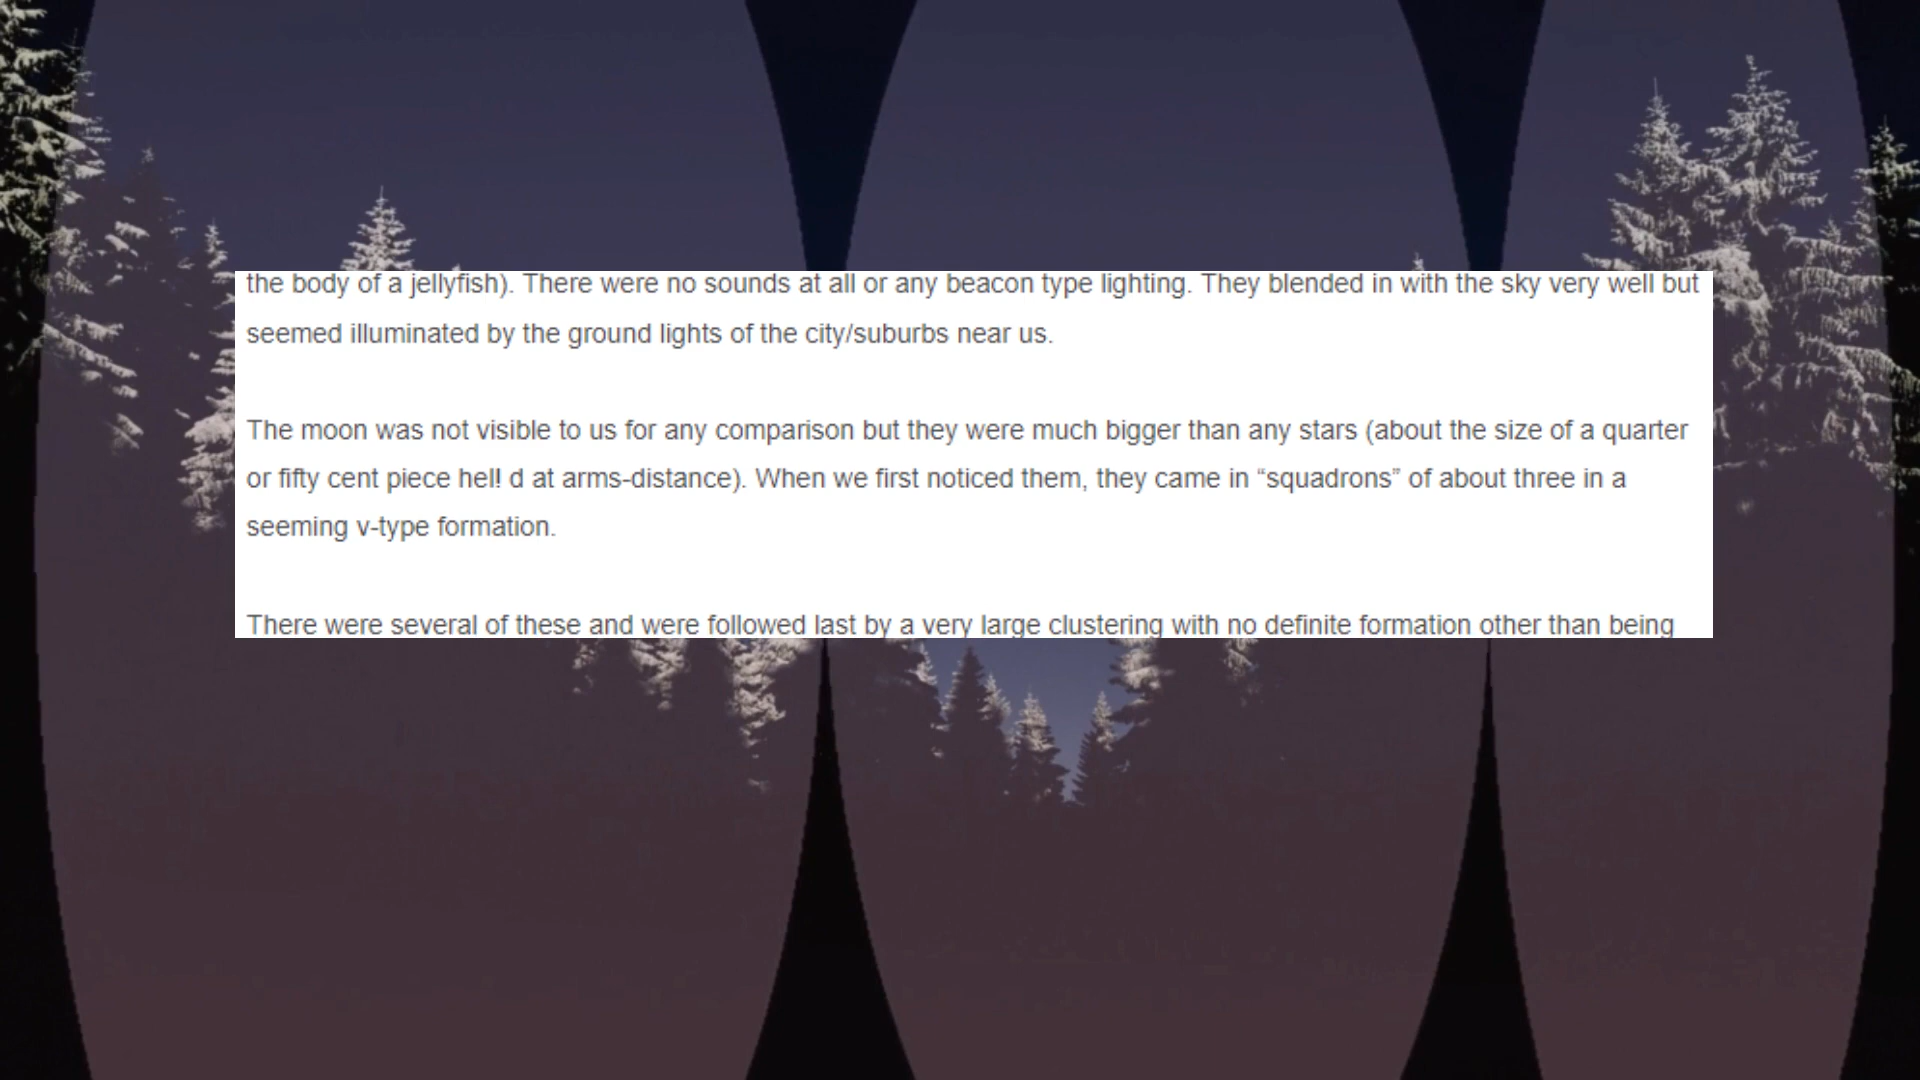 the body of a jellyfish). There were no sounds at all or any beacon type lighting. They blended in with the sky very well but
seemed illuminated by the ground lights of the city/suburbs near us.
The moon was not visible to us for any comparison but they were much bigger than any stars (about the size of a quarter
or fifty cent piece hel! d at arms-distance). When we first noticed them, they came in “squadrons” of about three in a
seeming v-type formation.
There were several of these and were followed last by a very large clustering with no definite formation other than being